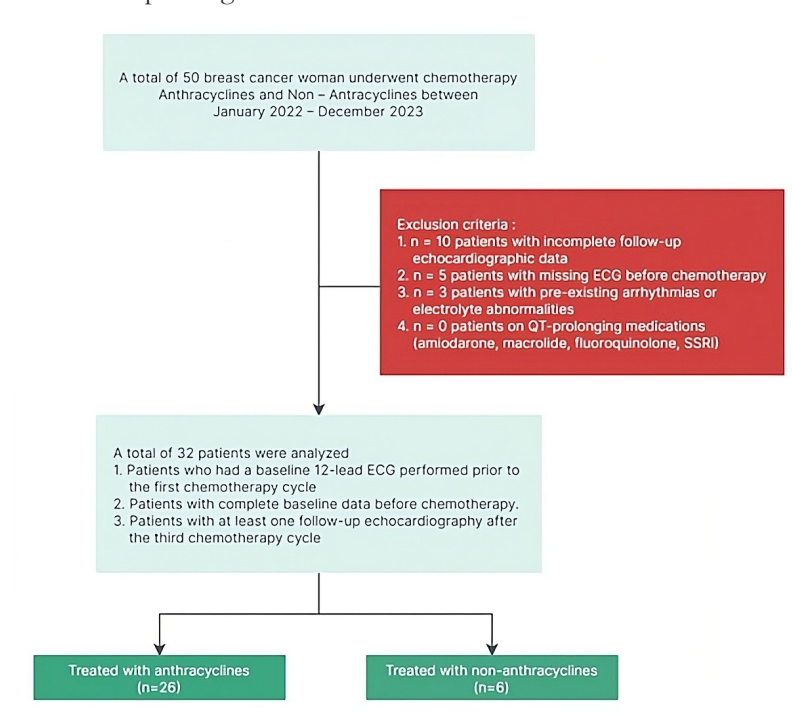 A total of 50 breast cancer woman underwent chemotherapy
Anthracyclines and Non – Antracyclines between
January 2022 – December 2023
Exclusion criteria :
1. n = 10 patients with incomplete follow-up
echocardiographic data
2. n = 5 patients with missing ECG before chemotherapy
3. n = 3 patients with pre-existing arrhythmias or
electrolyte abnormalities
4. n = 0 patients on QT-prolonging medications
(amiodarone, macrolide, fluoroquinolone, SSRI)
A total of 32 patients were analyzed
1. Patients who had a baseline 12-lead ECG performed prior to
the first chemotherapy cycle
2. Patients with complete baseline data before chemotherapy.
3. Patients with at least one follow-up echocardiography after
the third chemotherapy cycle
Treated with anthracyclines
(n=26)
Treated with non-anthracyclines
(n=6)